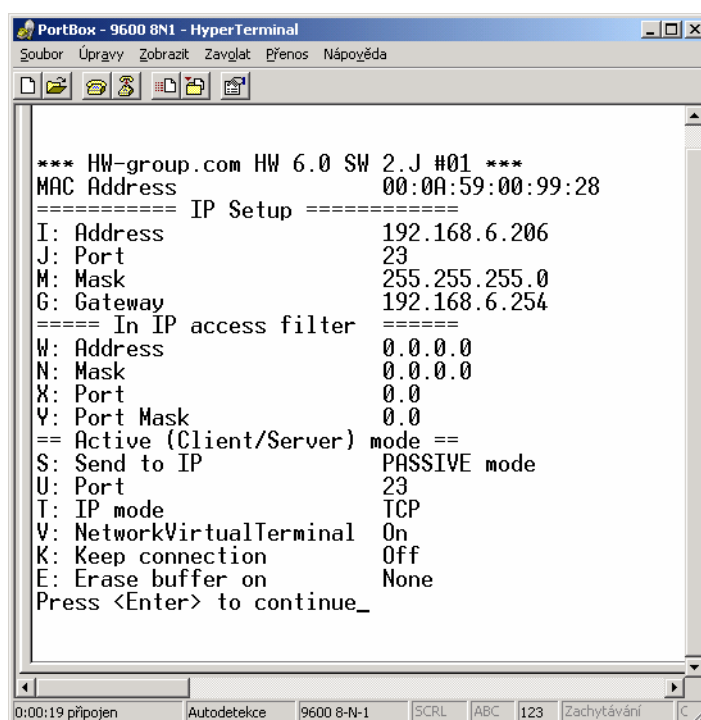 PortBox - 9600 8N1 - HyperTerminal
Soubor Úpravy Zobrazit Zavolat Přenos Nápověda
*** HW-group.com HW 6.0 SW 2.J #01 ***
MAC Address 00:0A:59:00:99:28
=========== IP Setup ============
I: Address 192.168.6.206
J: Port 23
M: Mask 255.255.255.0
G: Gateway 192.168.6.254
===== In IP access filter ======
W: Address 0.0.0.0
N: Mask 0.0.0.0
X: Port 0.0
Y: Port Mask 0.0
== Active (Client/Server) mode ==
S: Send to IP PASSIVE mode
U: Port 23
T: IP mode TCP
V: NetworkVirtualTerminal On
K: Keep connection Off
E: Erase buffer on None
Press <Enter> to continue_
0:00:19 připojen Autodetekce 9600 8-N-1 SCRL ABC 123 Zachytávání C